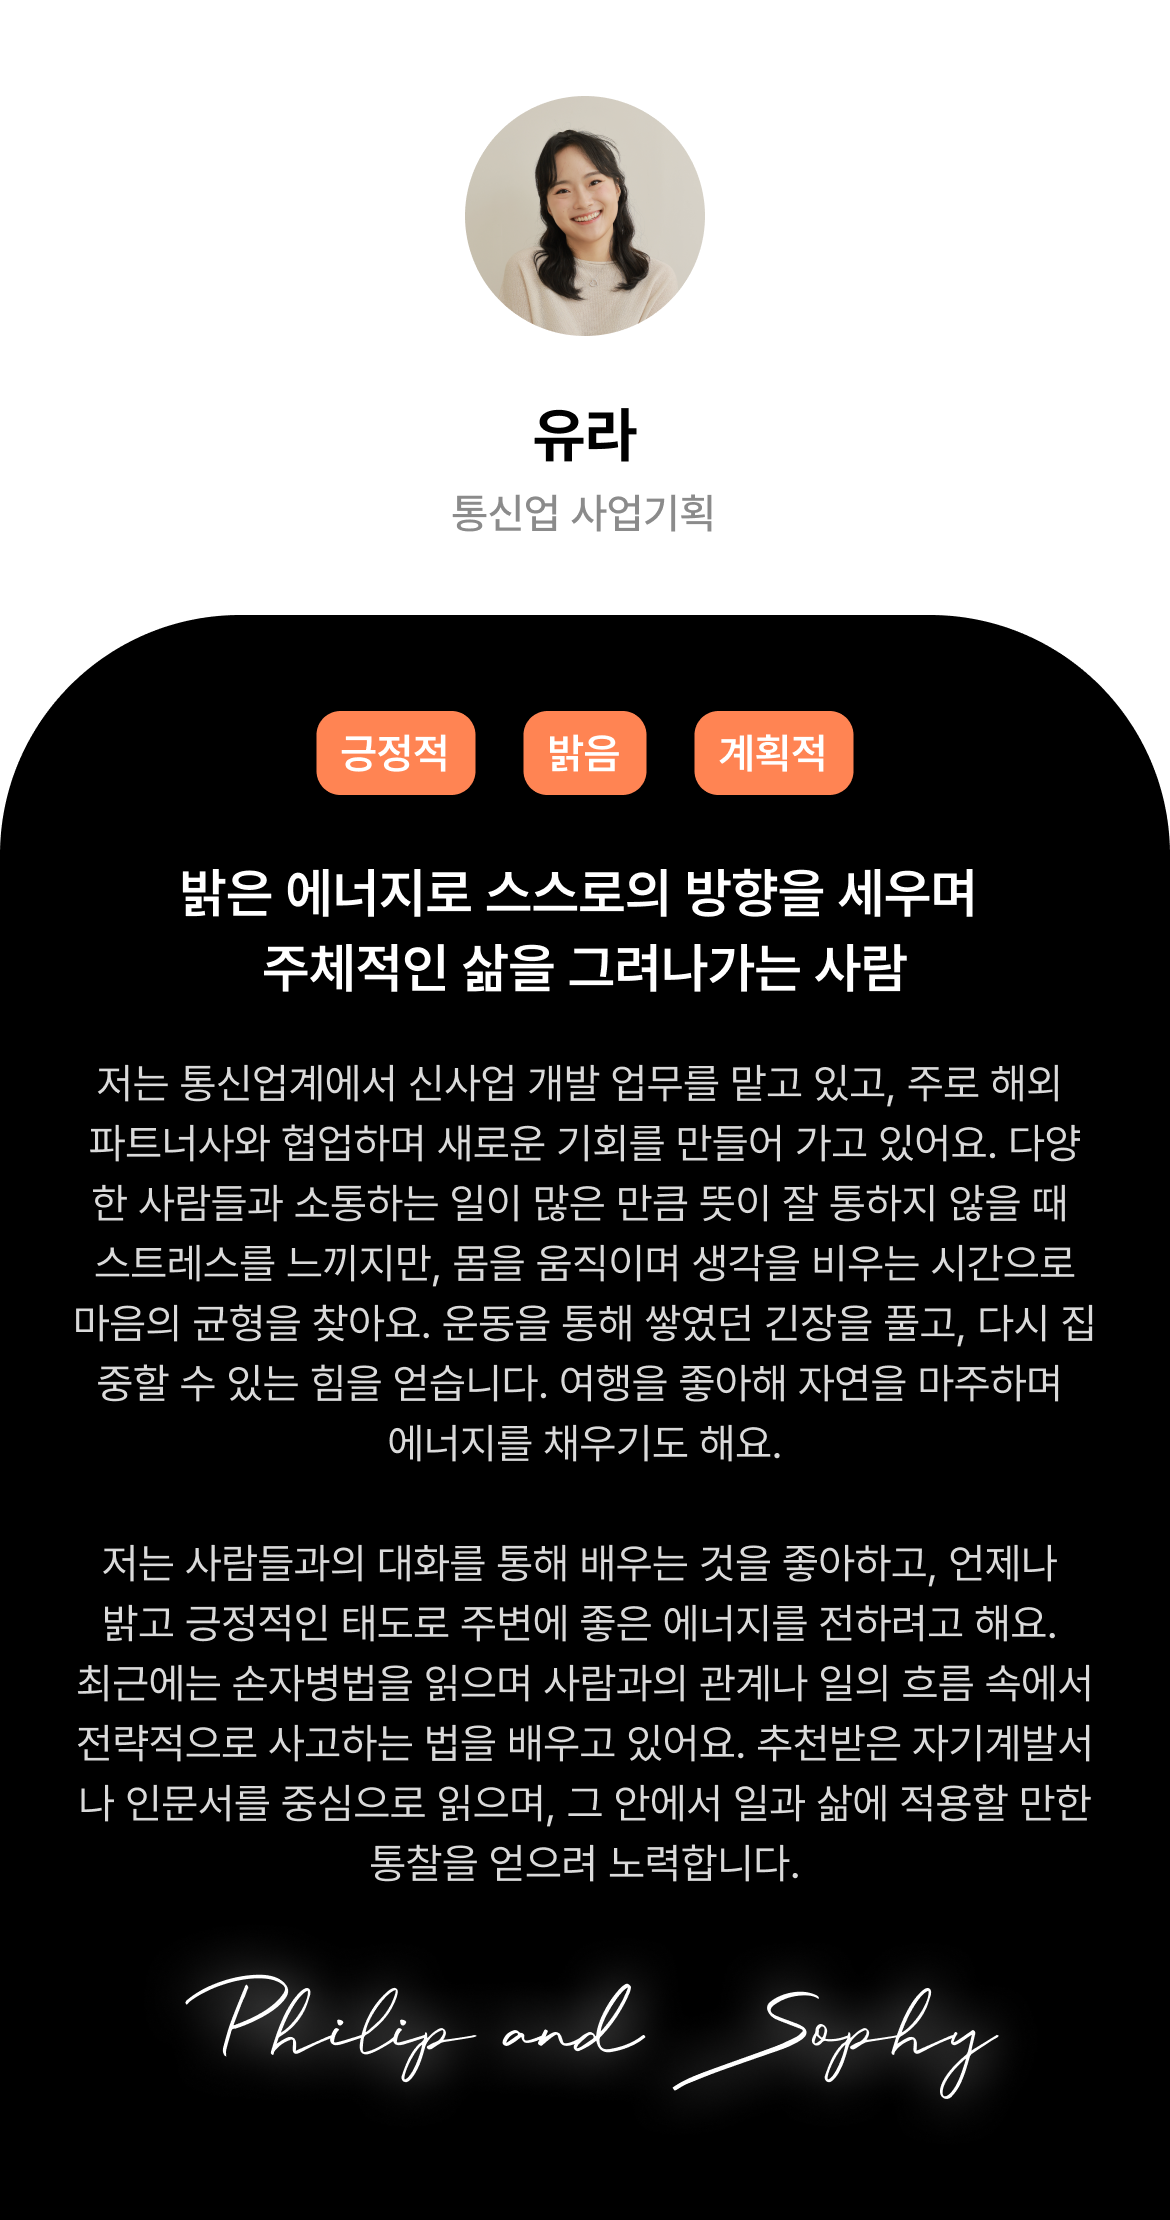 유라
통신업 사업기획
긍정적 밝음 계획적
밝은 에너지로 스스로의 방향을 세우며
주체적인 삶을 그려나가는 사람
저는 통신업계에서 신사업 개발 업무를 맡고 있고, 주로 해외
파트너사와 협업하며 새로운 기회를 만들어 가고 있어요. 다양
한 사람들과 소통하는 일이 많은 만큼 뜻이 잘 통하지 않을 때
스트레스를 느끼지만, 몸을 움직이며 생각을 비우는 시간으로
마음의 균형을 찾아요. 운동을 통해 쌓였던 긴장을 풀고, 다시 집
중할 수 있는 힘을 얻습니다. 여행을 좋아해 자연을 마주하며
에너지를 채우기도 해요.
저는 사람들과의 대화를 통해 배우는 것을 좋아하고, 언제나
밝고 긍정적인 태도로 주변에 좋은 에너지를 전하려고 해요.
최근에는 손자병법을 읽으며 사람과의 관계나 일의 흐름 속에서
전략적으로 사고하는 법을 배우고 있어요. 추천받은 자기계발서
나 인문서를 중심으로 읽으며, 그 안에서 일과 삶에 적용할 만한
통찰을 얻으려 노력합니다.
Philip and Sophy